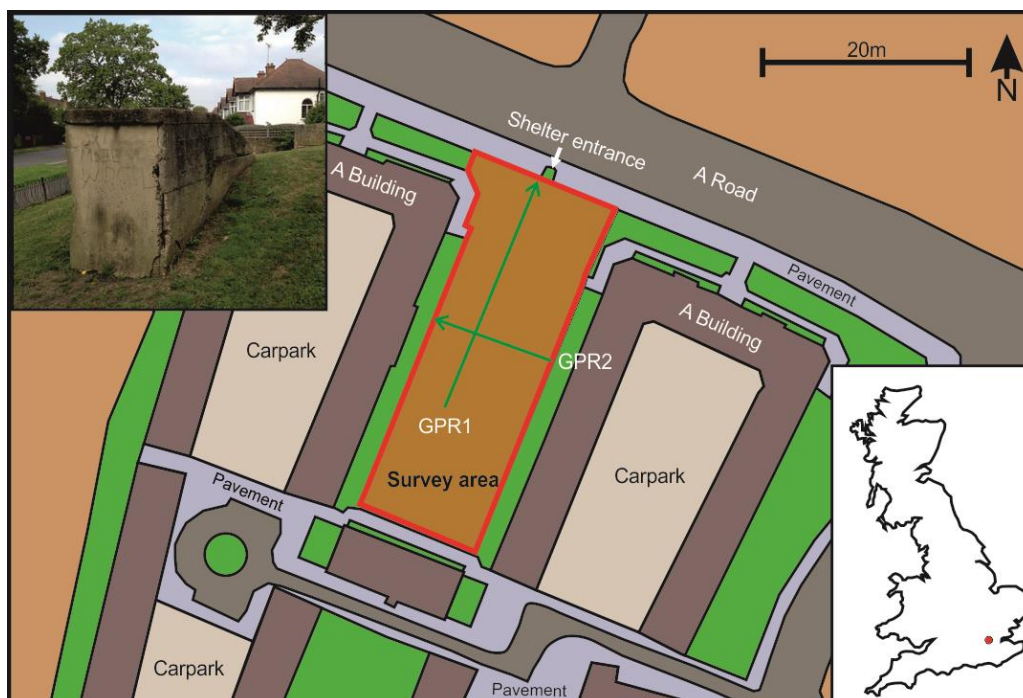 20m
N
Shelter entrance
A Road
A Building
Pavement
A Building
Carpark
GPR2
GPR1
Carpark
Survey area
Pavement
Carpark
Pavement